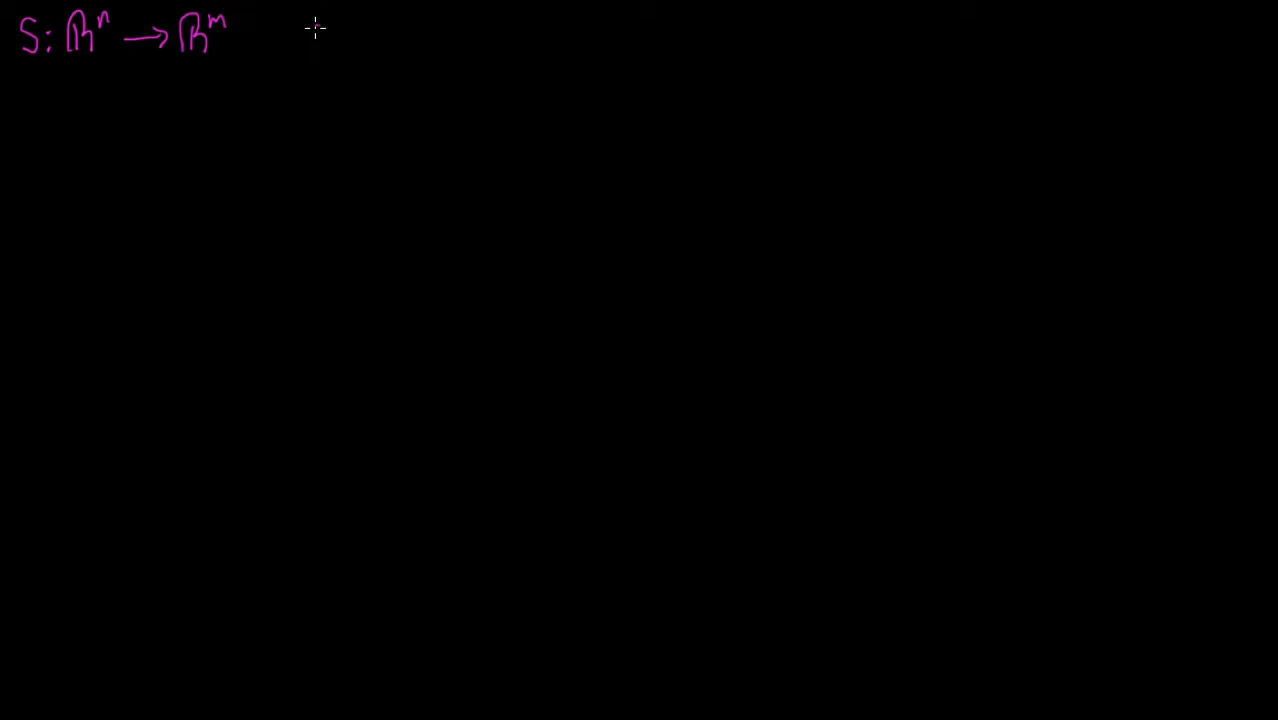 S: ℝⁿ → ℝᵐ